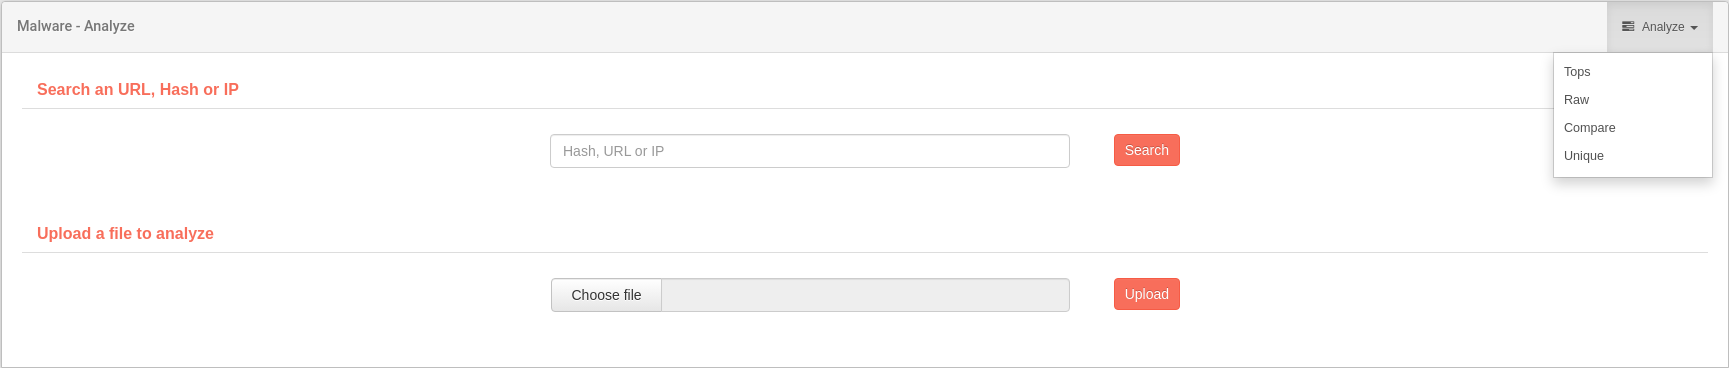 Malware - Analyze
Analyze
Tops
Raw
Compare
Unique
Search an URL, Hash or IP
Hash, URL or IP
Search
Upload a file to analyze
Choose file
Upload